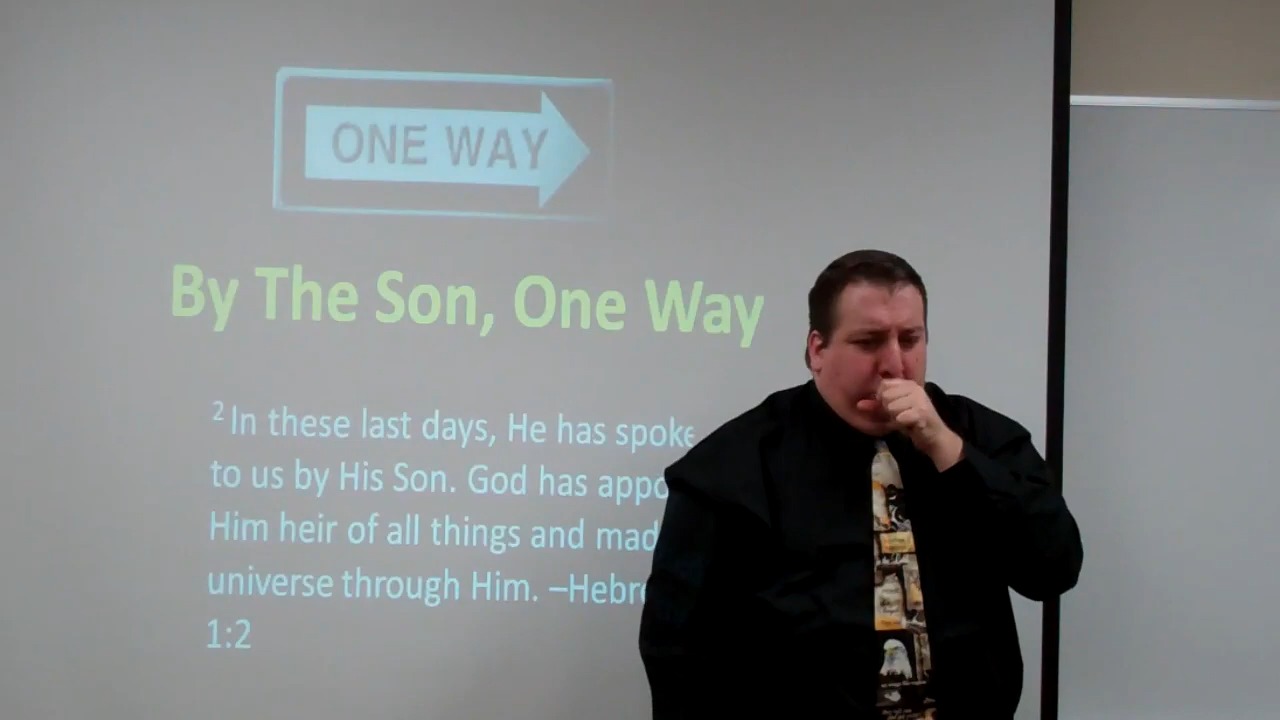 ONE WAY
By The Son, One Way
2 In these last days, He has spoke
to us by His Son. God has appo
Him heir of all things and mad
universe through Him. –Hebre
1:2